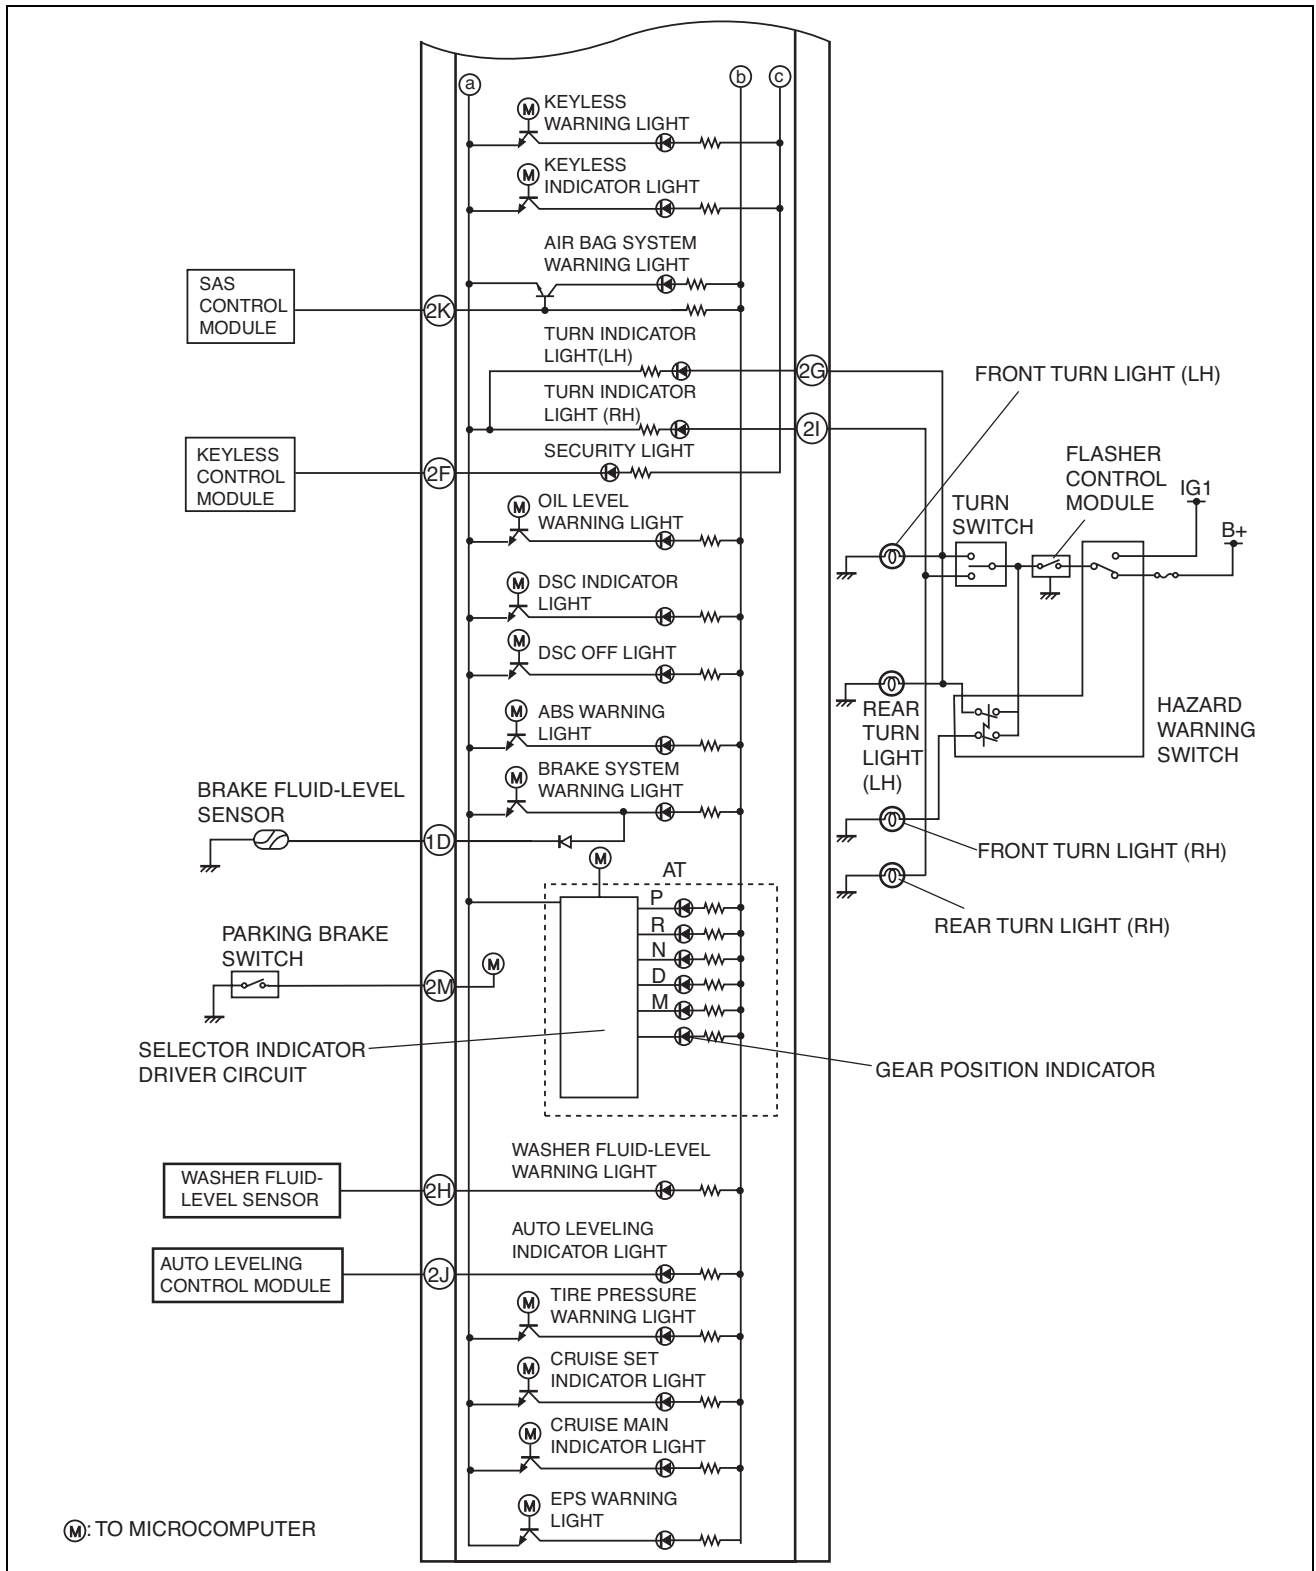 a
b
c
M
KEYLESS
WARNING LIGHT
M
KEYLESS
INDICATOR LIGHT
AIR BAG SYSTEM
WARNING LIGHT
SAS
CONTROL
MODULE
2K
TURN INDICATOR
LIGHT(LH)
2G
TURN INDICATOR
LIGHT (RH)
2I
FRONT TURN LIGHT (LH)
KEYLESS
CONTROL
MODULE
2F
SECURITY LIGHT
FLASHER
CONTROL
MODULE
TURN
SWITCH
IG1
B+
M
OIL LEVEL
WARNING LIGHT
M
DSC INDICATOR
LIGHT
M
DSC OFF LIGHT
M
ABS WARNING
LIGHT
REAR
TURN
LIGHT
(LH)
HAZARD
WARNING
SWITCH
M
BRAKE SYSTEM
WARNING LIGHT
BRAKE FLUID-LEVEL
SENSOR
1D
M
AT
FRONT TURN LIGHT (RH)
REAR TURN LIGHT (RH)
P
R
N
D
M
PARKING BRAKE
SWITCH
2M
M
SELECTOR INDICATOR
DRIVER CIRCUIT
GEAR POSITION INDICATOR
WASHER FLUID-LEVEL
WARNING LIGHT
WASHER FLUID-
LEVEL SENSOR
2H
AUTO LEVELING
INDICATOR LIGHT
AUTO LEVELING
CONTROL MODULE
2J
M
TIRE PRESSURE
WARNING LIGHT
M
CRUISE SET
INDICATOR LIGHT
M
CRUISE MAIN
INDICATOR LIGHT
M
EPS WARNING
LIGHT
M: TO MICROCOMPUTER